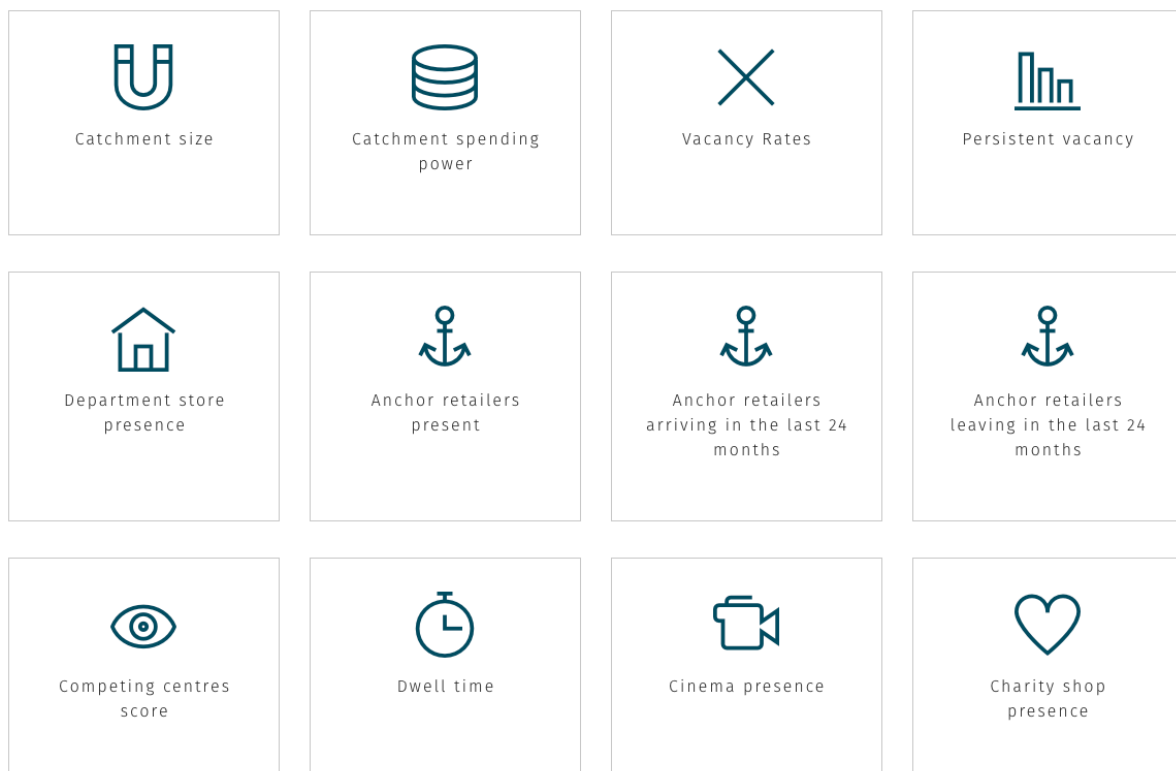 Catchment size
Catchment spending
power
Vacancy Rates
Persistent vacancy
Department store
presence
Anchor retailers
present
Anchor retailers
arriving in the last 24
months
Anchor retailers
leaving in the last 24
months
Competing centres
score
Dwell time
Cinema presence
Charity shop
presence